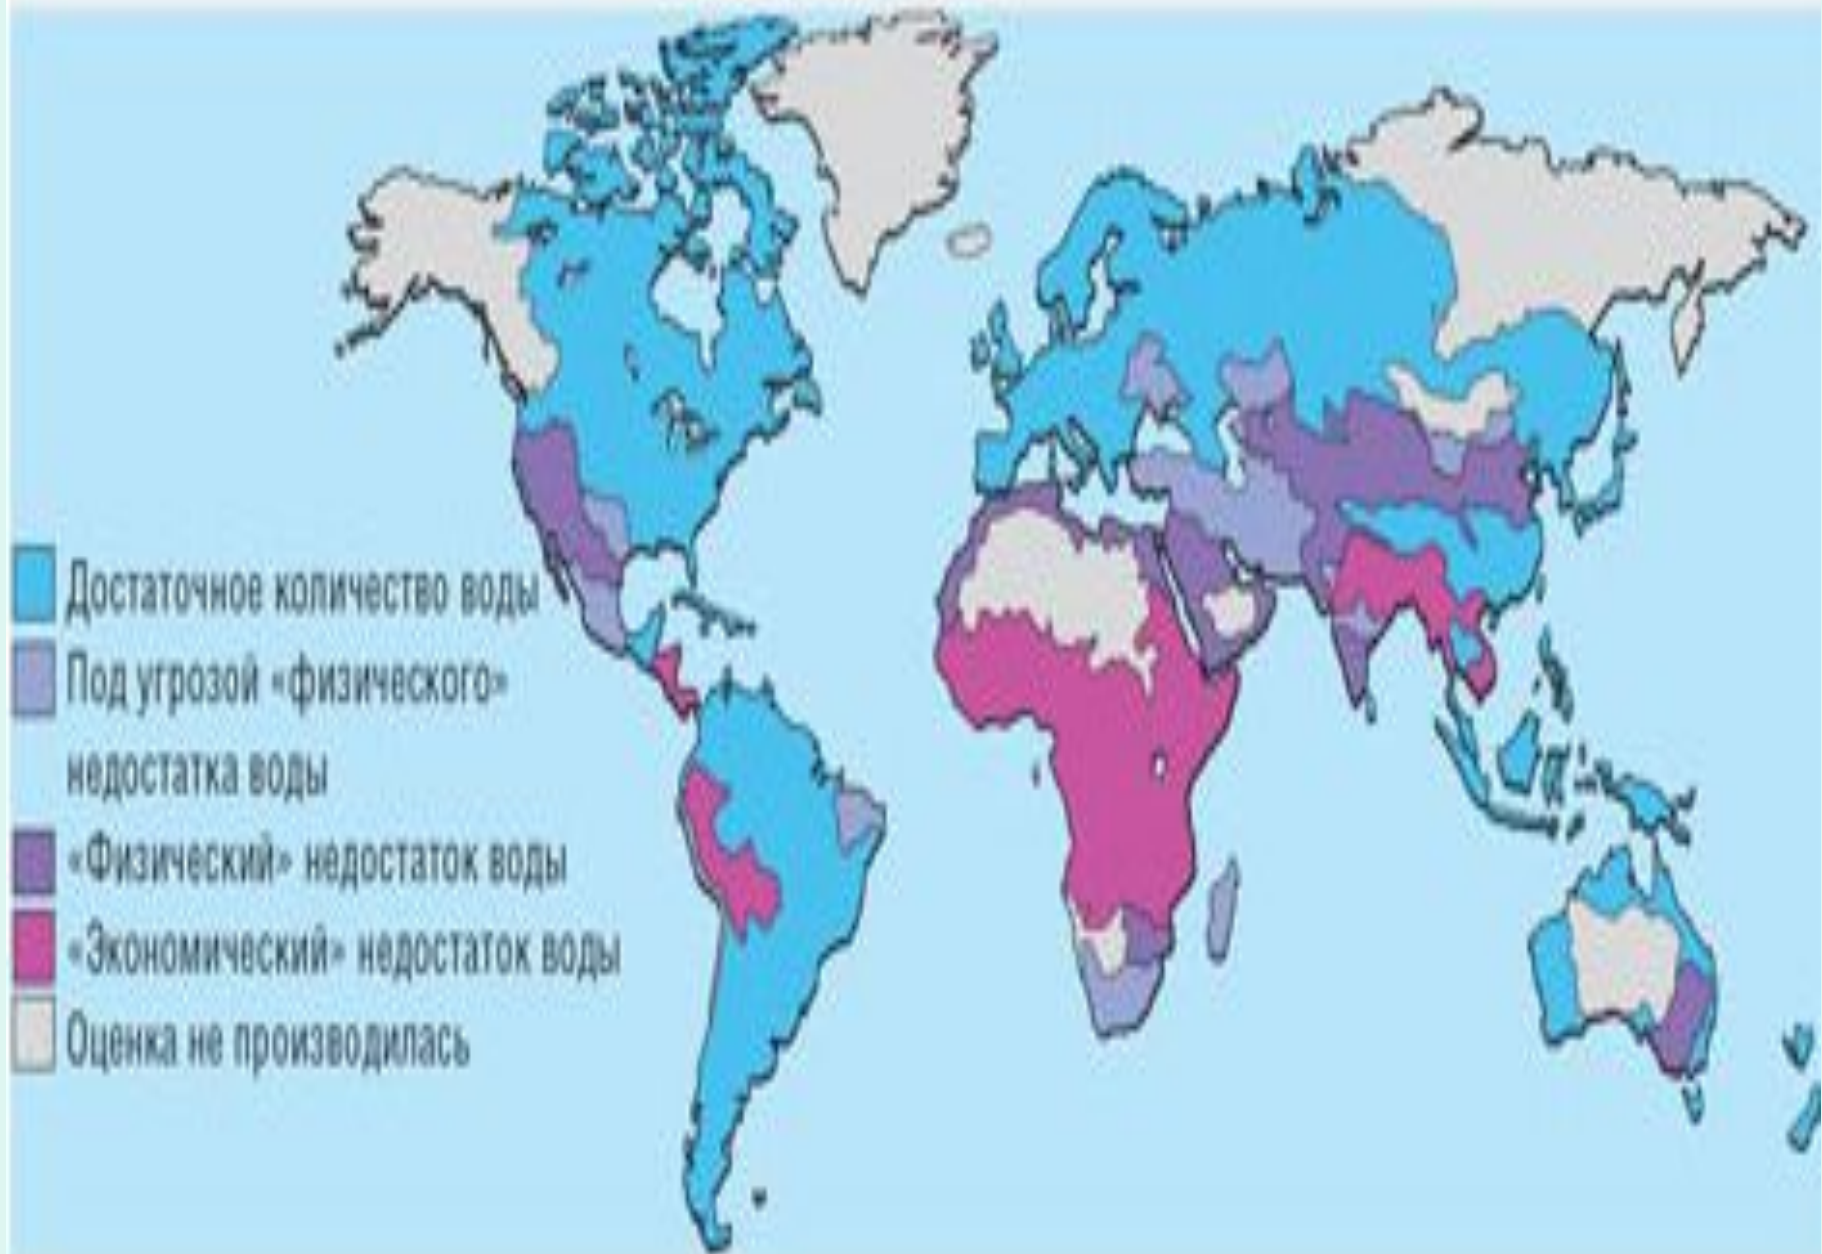 Достаточное количество воды
Под угрозой «физического»
недостатка воды
«Физический» недостаток воды
«Экономический» недостаток воды
Оценка не производилась